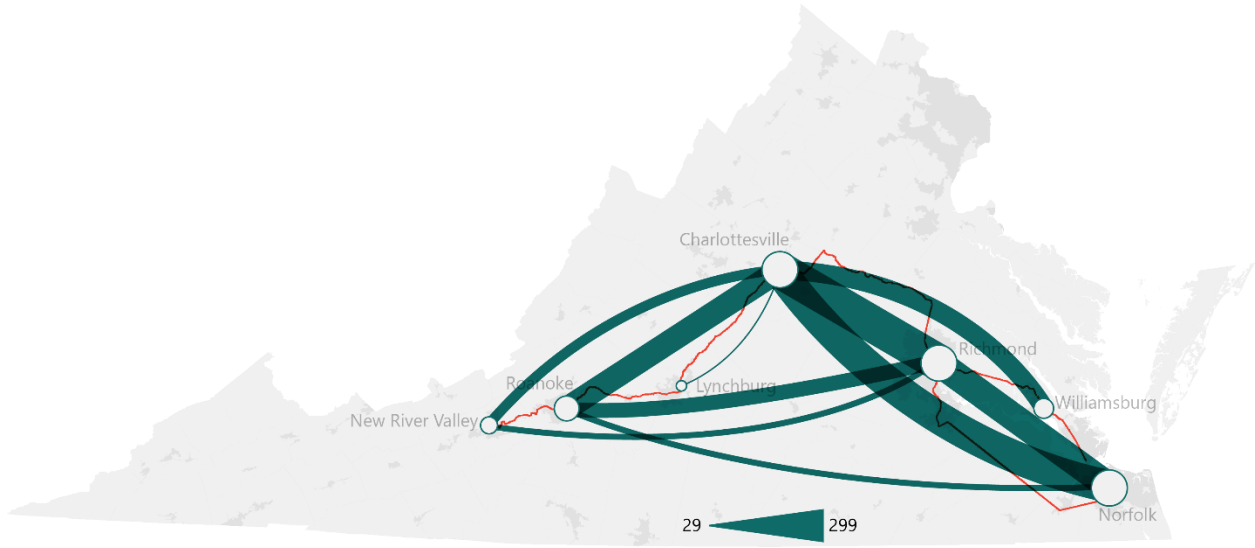 Charlottesville
Richmond
Roanoke
Lynchburg
Williamsburg
New River Valley
Norfolk
29
299